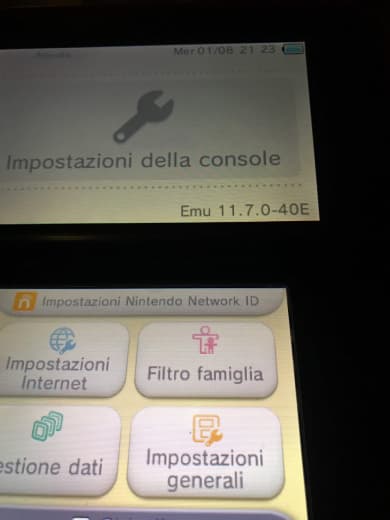 Mer 01/08 21:23
Impostazioni della console
Emu 11.7.0-40E
Impostazioni Nintendo Network ID
Impostazioni
Internet
Filtro famiglia
estione dati
Impostazioni
generali